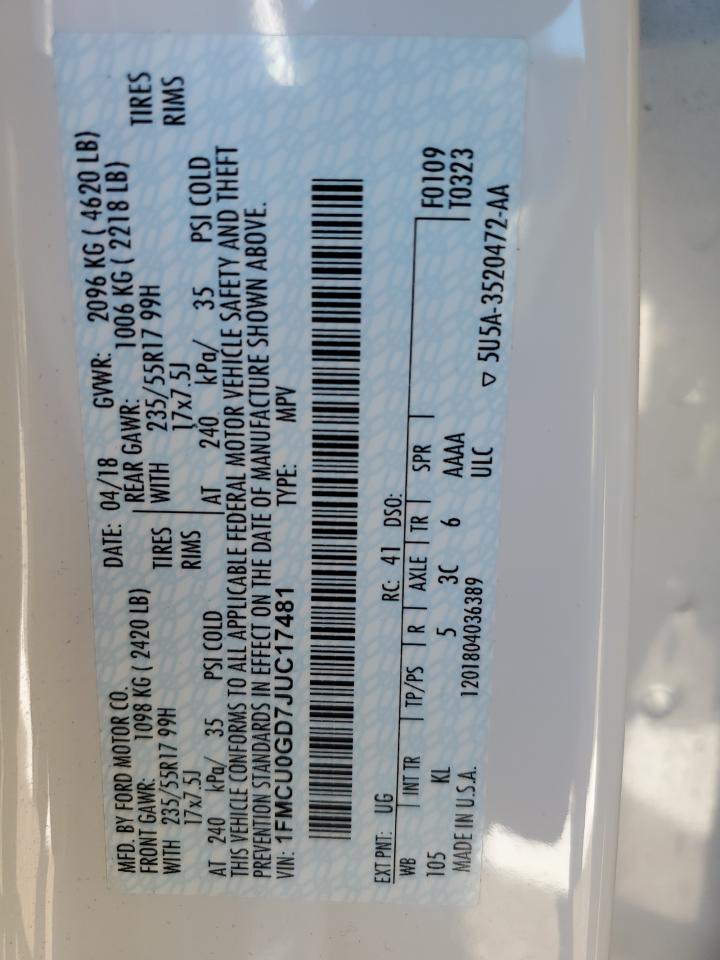 MFD. BY FORD MOTOR CO. DATE: 04/18 GVWR: 2096 KG ( 4620 LB)
FRONT GAWR: 1098 KG ( 2420 LB) REAR GAWR: 1006 KG ( 2218 LB)
WITH 235/55R17 99H TIRES WITH 235/55R17 99H TIRES
17x7.5J RIMS 17x7.5J RIMS
AT 240 kPa/ 35 PSI COLD AT 240 kPa/ 35 PSI COLD
THIS VEHICLE CONFORMS TO ALL APPLICABLE FEDERAL MOTOR VEHICLE SAFETY AND THEFT
PREVENTION STANDARDS IN EFFECT ON THE DATE OF MANUFACTURE SHOWN ABOVE.
VIN: 1FMCU0GD7JUC17481 TYPE: MPV
EXT PNT: UG RC: 41 DSO:
WB INT TR TP/PS R AXLE TR SPR F0109
105 KL 5 3C 6 AAAA T0323
MADE IN U.S.A. 1201804036389 ULC
▽ 5U5A-3520472-AA